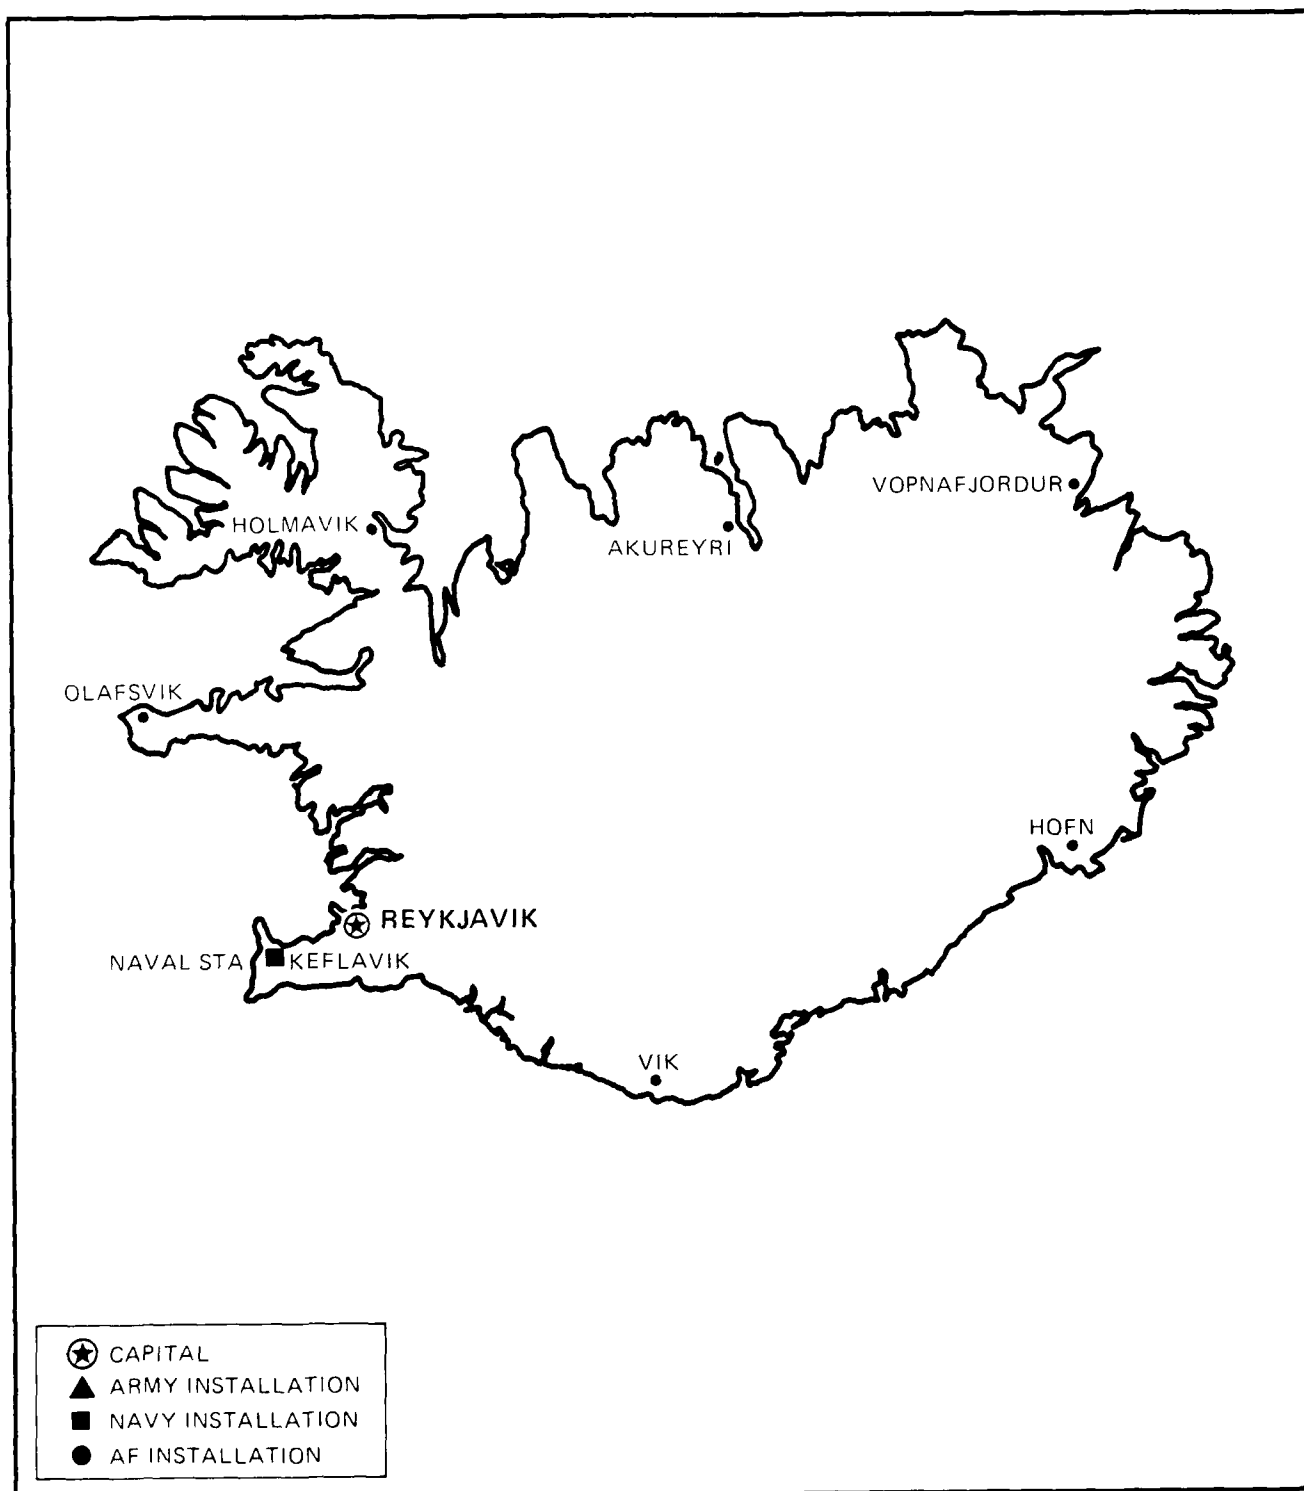 VOPNAFJORDUR
HOLMAVIK
AKUREYRI
OLAFSVIK
HOFN
REYKJAVIK
NAVAL STA KEFLAVIK
VIK
CAPITAL
ARMY INSTALLATION
NAVY INSTALLATION
AF INSTALLATION